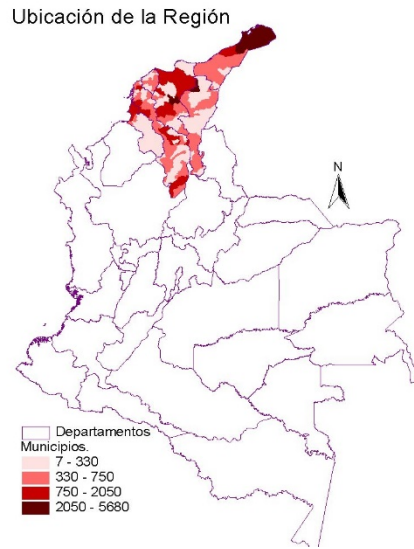 Ubicación de la Región
N
Departamentos
Municipios.
7 - 330
330 - 750
750 - 2050
2050 - 5680